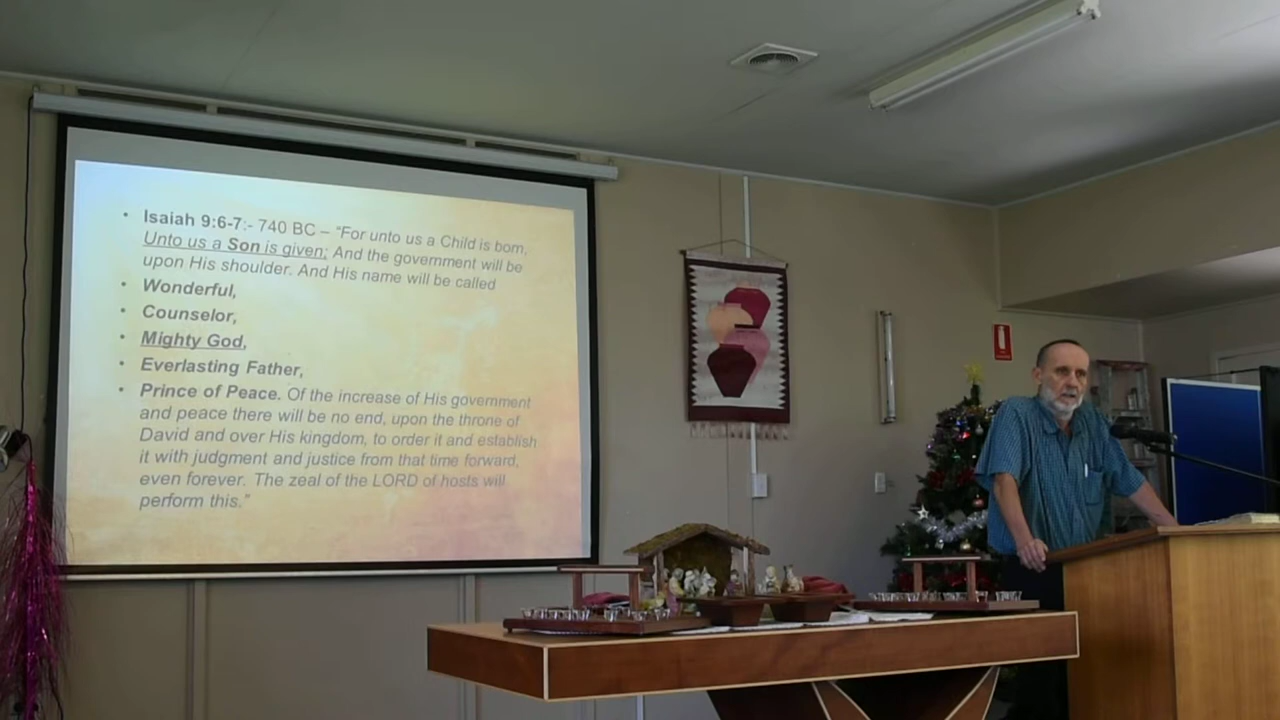 • Isaiah 9:6-7:- 740 BC – "For unto us a Child is born,
Unto us a Son is given; And the government will be
upon His shoulder. And His name will be called
• Wonderful,
• Counselor,
• Mighty God,
• Everlasting Father,
• Prince of Peace. Of the increase of His government
and peace there will be no end, upon the throne of
David and over His kingdom, to order it and establish
it with judgment and justice from that time forward,
even forever. The zeal of the LORD of hosts will
perform this."